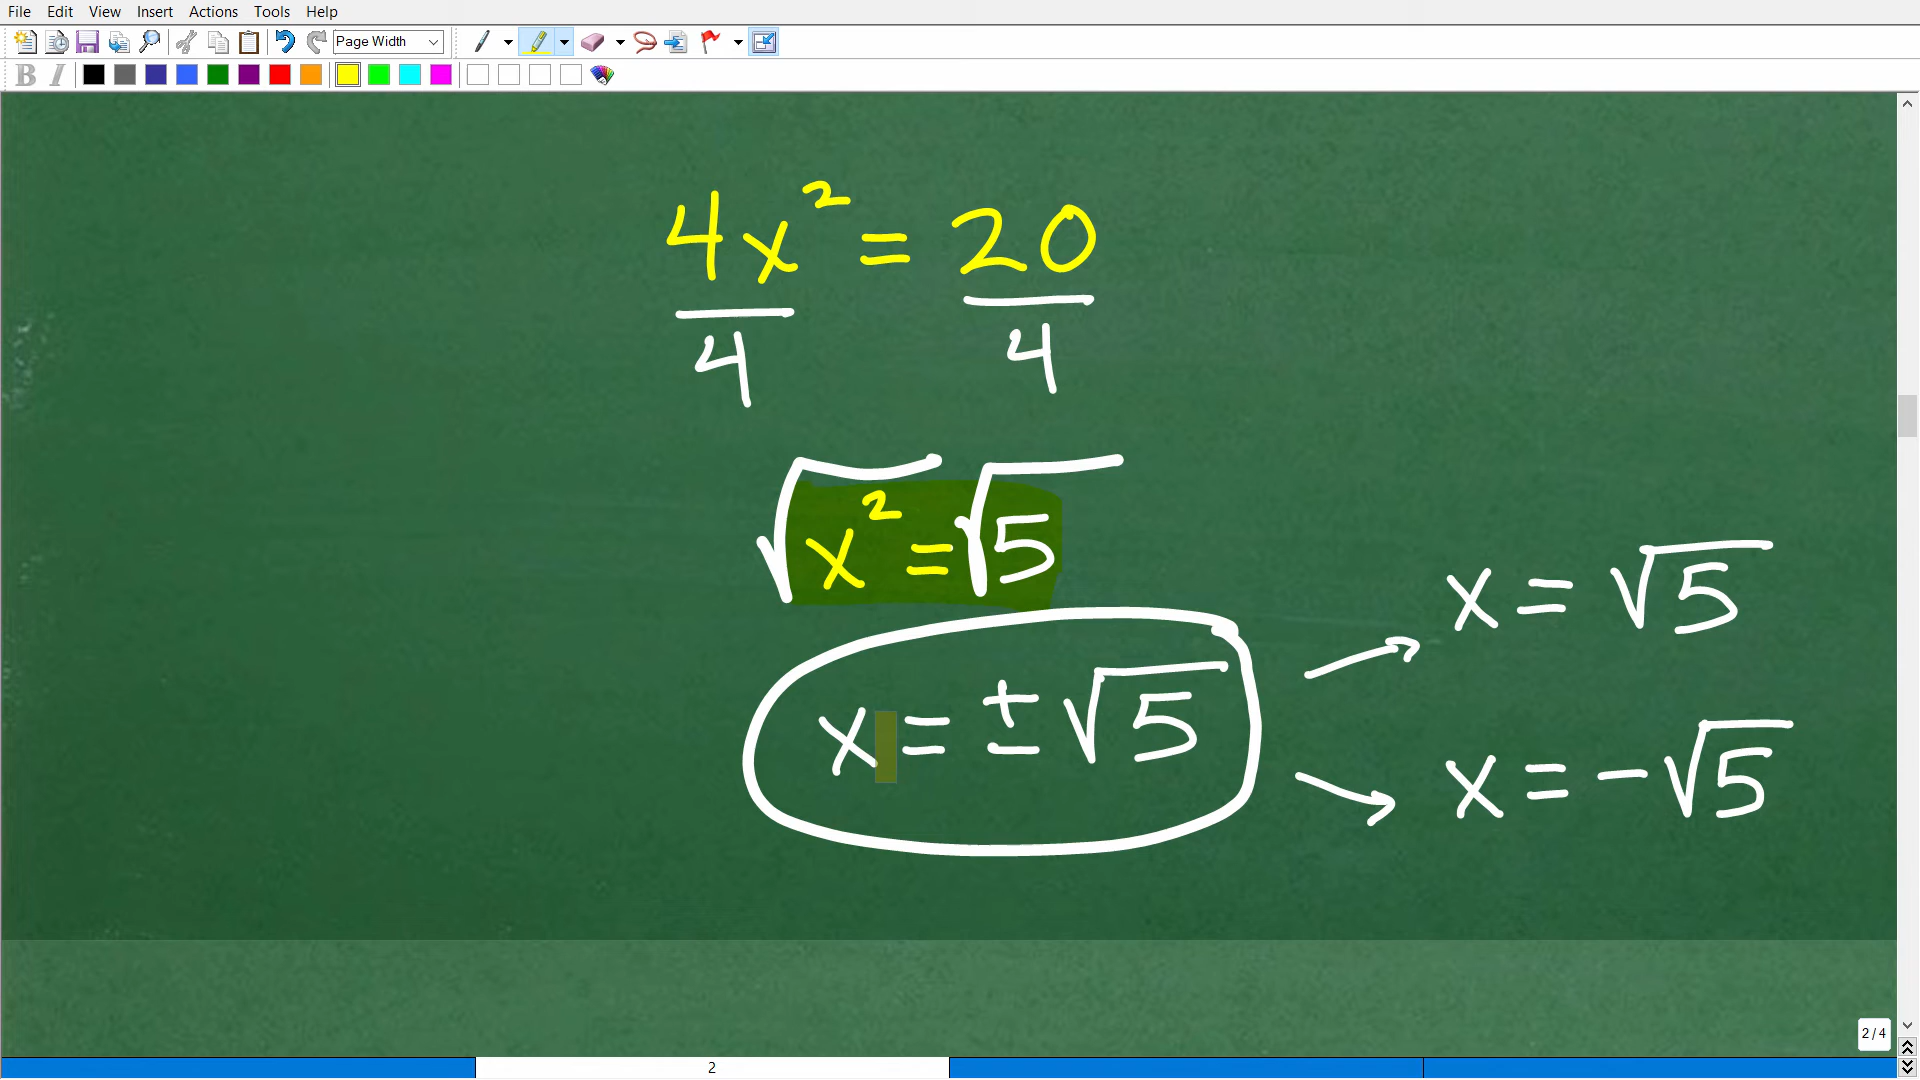 File Edit View Insert Actions Tools Help
Page Width
B I
4x² = 20
4 4
√x² = √5
x = ± √5
x = √5
x = -√5
2 / 4
2